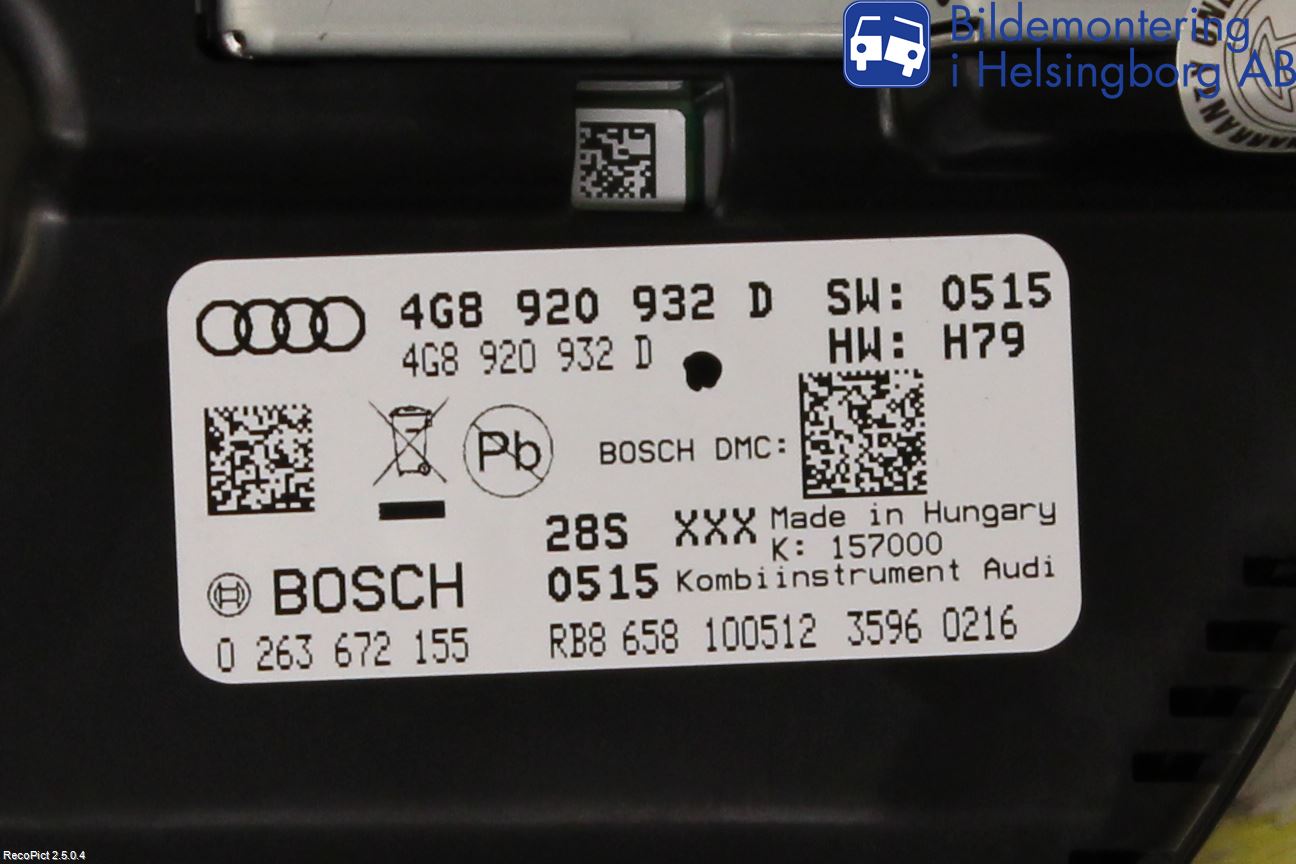 Bildemontering
i Helsingborg AB
4G8 920 932 D SW: 0515
4G8 920 932 D HW: H79
Pb BOSCH DMC:
28S XXX Made in Hungary
K: 157000
BOSCH 0515 Kombiinstrument Audi
0 263 672 155 RB8 658 100512 3596 0216
RecoPict 2.5.0.4